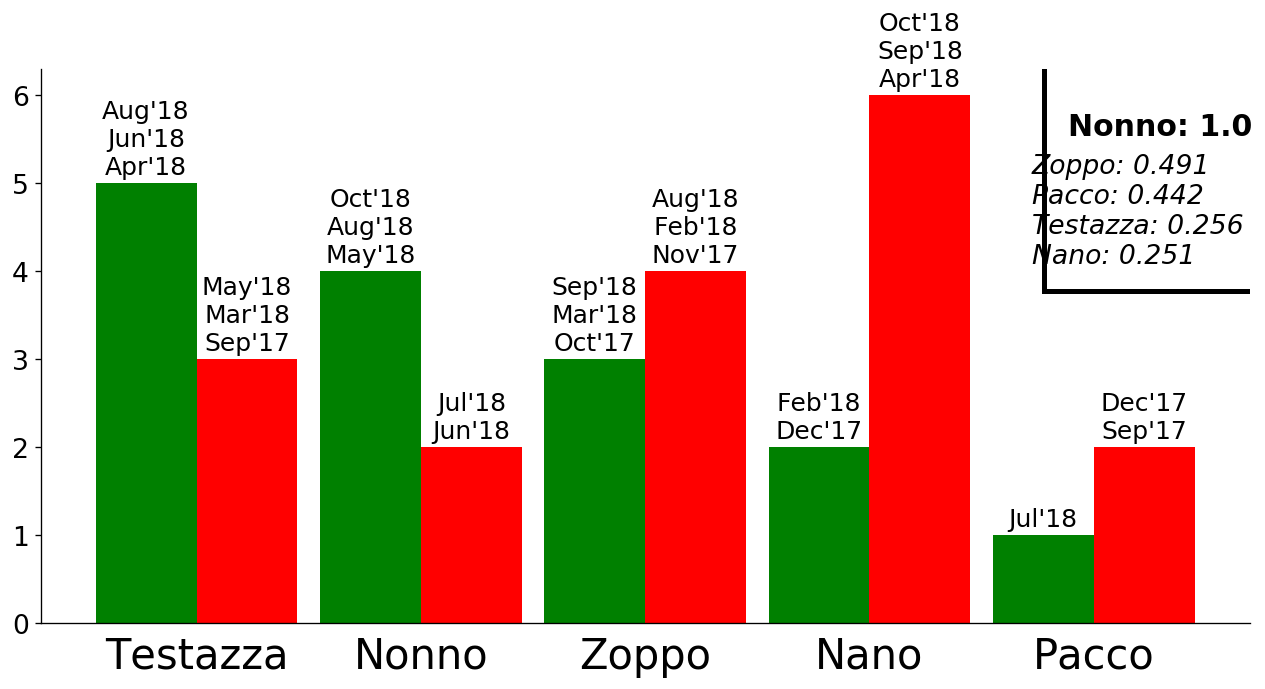 Oct'18
Sep'18
Apr'18
Aug'18
Jun'18
Apr'18
May'18
Mar'18
Sep'17
Oct'18
Aug'18
May'18
Jul'18
Jun'18
Sep'18
Mar'18
Oct'17
Aug'18
Feb'18
Nov'17
Feb'18
Dec'17
Jul'18
Dec'17
Sep'17
Nonno: 1.0
Zoppo: 0.491
Pacco: 0.442
Testazza: 0.256
Nano: 0.251
6
5
4
3
2
1
0
Testazza Nonno Zoppo Nano Pacco